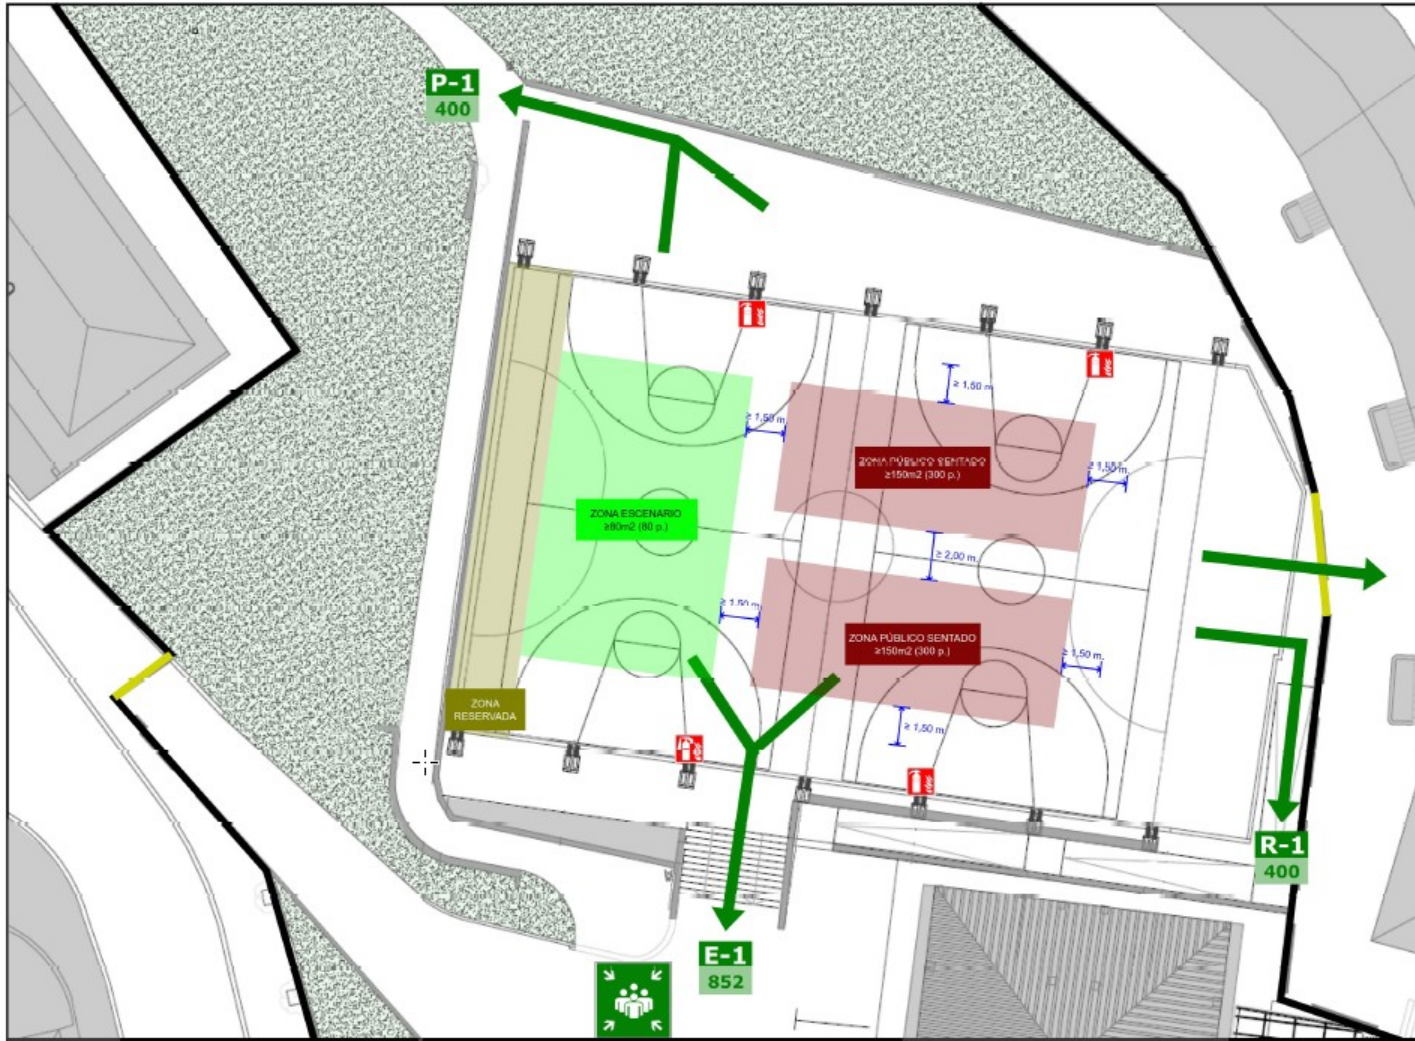 P-1
400
≥ 1,50 m.
≥ 1,50 m.
ZONA PÚBLICO SENTADO
≥150m2 (300 p.)
≥ 1,50 m.
ZONA ESCENARIO
≥80m2 (80 p.)
≥ 2,00 m.
≥ 1,50 m.
ZONA PÚBLICO SENTADO
≥150m2 (300 p.)
≥ 1,50 m.
ZONA
RESERVADA
≥ 1,50 m.
R-1
400
E-1
852